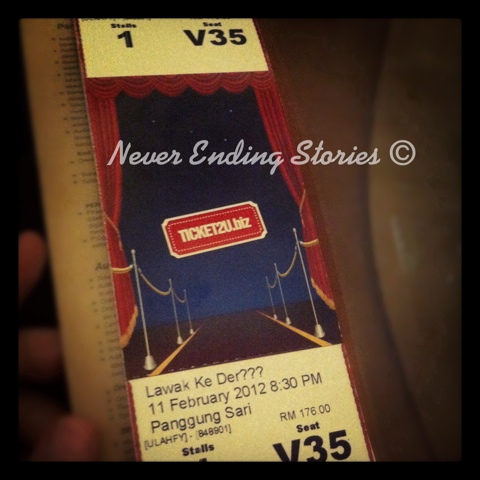 Stalls Seat
1 V35
Never Ending Stories ©
TICKET2U.biz
Lawak Ke Der???
11 February 2012 8:30 PM
Panggung Sari RM 176.00
[ULAHFY] - [848901] Seat
Stalls V35